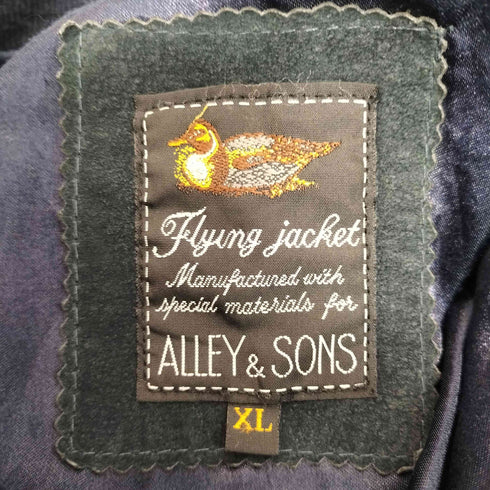 Flying jacket
Manufactured with
special materials for
ALLEY & SONS
XL